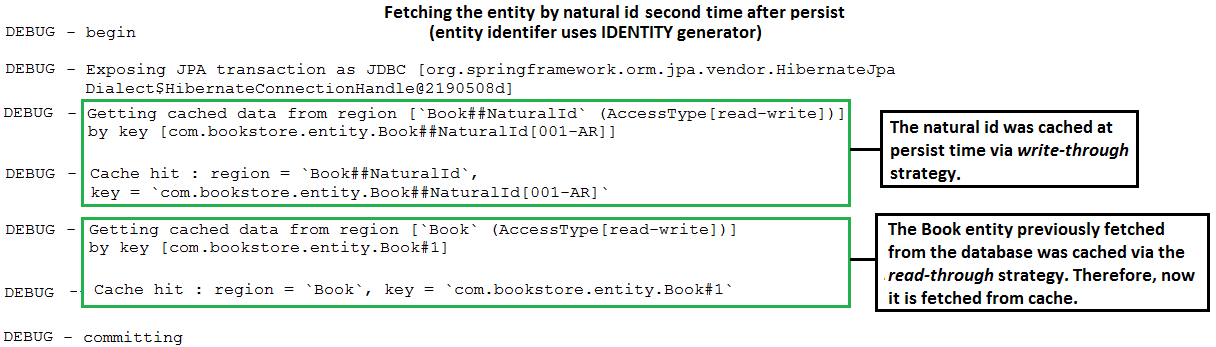 Fetching the entity by natural id second time after persist
(entity identifer uses IDENTITY generator)
DEBUG - begin
DEBUG - Exposing JPA transaction as JDBC [org.springframework.orm.jpa.vendor.HibernateJpa
Dialect$HibernateConnectionHandle@2190508d]
DEBUG - Getting cached data from region [`Book##NaturalId` (AccessType[read-write])]
by key [com.bookstore.entity.Book##NaturalId[001-AR]]
DEBUG - Cache hit : region = `Book##NaturalId`,
key = `com.bookstore.entity.Book##NaturalId[001-AR]`
The natural id was cached at
persist time via write-through
strategy.
DEBUG - Getting cached data from region [`Book` (AccessType[read-write])]
by key [com.bookstore.entity.Book#1]
DEBUG -- Cache hit : region = `Book`, key = `com.bookstore.entity.Book#1`
The Book entity previously fetched
from the database was cached via the
read-through strategy. Therefore, now
it is fetched from cache.
DEBUG - committing